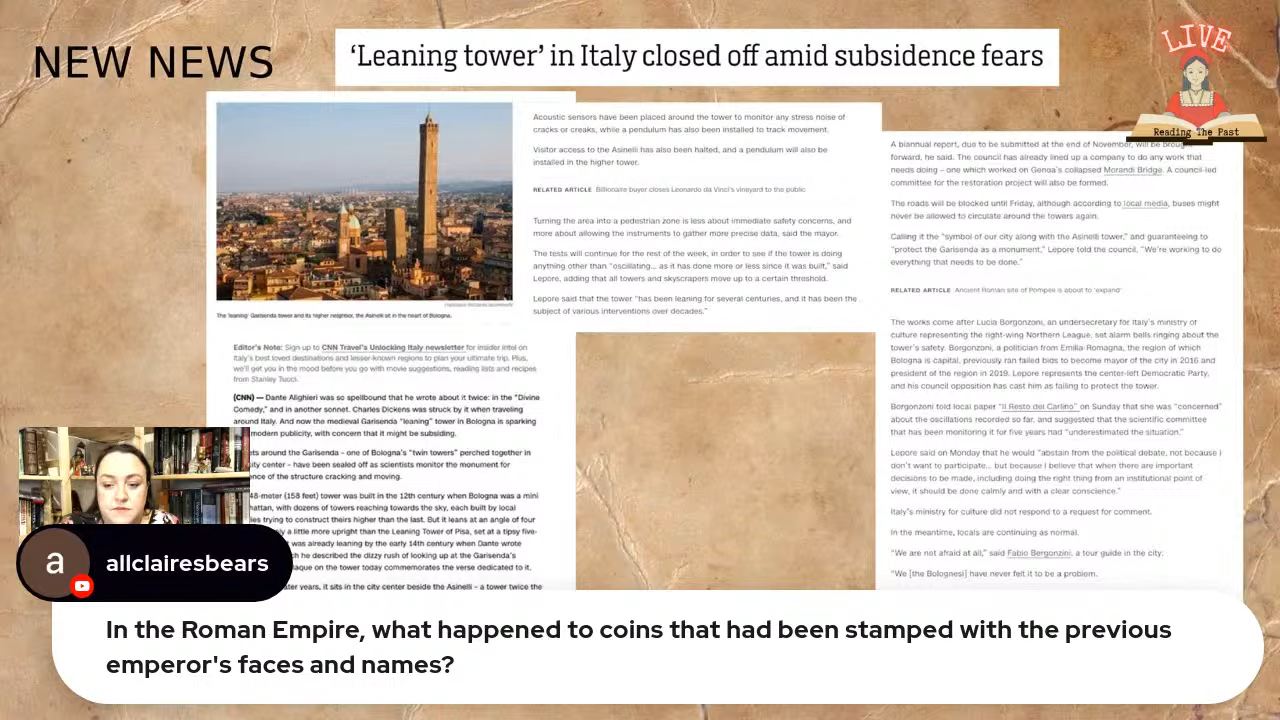 NEW NEWS
‘Leaning tower’ in Italy closed off amid subsidence fears
LIVE
Reading The Past
The 'leaning' Garisenda tower and its higher neighbor, the Asinelli sit in the heart of Bologna.
Editor's Note: Sign up to CNN Travel's Unlocking Italy newsletter for insider intel on
Italy's best loved destinations and lesser-known regions to plan your ultimate trip. Plus,
we'll get you in the mood before you go with movie suggestions, reading lists and recipes
from Stanley Tucci.
(CNN) — Dante Alighieri was so spellbound that he wrote about it twice: in the "Divine
Comedy," and in another sonnet. Charles Dickens was struck by it when traveling
around Italy. And now the medieval Garisenda "leaning" tower in Bologna is sparking
modern publicity, with concern that it might be subsiding.
around the Garisenda – one of Bologna's "twin towers" perched together in
city center – have been sealed off as scientists monitor the monument for
of the structure cracking and moving.
48-meter (158 feet) tower was built in the 12th century when Bologna was a mini
with dozens of towers reaching towards the sky, each built by local
trying to construct theirs higher than the last. But it leans at an angle of four
a little more upright than the Leaning Tower of Pisa, set at a tipsy five-
was already leaning by the early 14th century when Dante wrote
he described the dizzy rush of looking up at the Garisenda's
plaque on the tower today commemorates the verse dedicated to it.
years, it sits in the city center beside the Asinelli – a tower twice the
Acoustic sensors have been placed around the tower to monitor any stress noise of
cracks or creaks, while a pendulum has also been installed to track movement.
Visitor access to the Asinelli has also been halted, and a pendulum will also be
installed in the higher tower.
RELATED ARTICLE Billionaire buyer closes Leonardo da Vinci's vineyard to the public
Turning the area into a pedestrian zone is less about immediate safety concerns, and
more about allowing the instruments to gather more precise data, said the mayor.
The tests will continue for the rest of the week, in order to see if the tower is doing
anything other than "oscillating... as it has done more or less since it was built," said
Lepore, adding that all towers and skyscrapers move up to a certain threshold.
Lepore said that the tower "has been leaning for several centuries, and it has been the
subject of various interventions over decades."
A biannual report, due to be submitted at the end of November, will be brought
forward, he said. The council has already lined up a company to do any work that
needs doing – one which worked on Genoa's collapsed Morandi Bridge. A council-led
committee for the restoration project will also be formed.
The roads will be blocked until Friday, although according to local media, buses might
never be allowed to circulate around the towers again.
Calling it the "symbol of our city along with the Asinelli tower," and guaranteeing to
"protect the Garisenda as a monument," Lepore told the council, "We're working to do
everything that needs to be done."
RELATED ARTICLE Ancient Roman site of Pompeii is about to 'expand'
The works come after Lucia Borgonzoni, an undersecretary for Italy's ministry of
culture representing the right-wing Northern League, set alarm bells ringing about the
tower's safety. Borgonzoni, a politician from Emilia-Romagna, the region of which
Bologna is capital, previously ran failed bids to become mayor of the city in 2016 and
president of the region in 2019. Lepore represents the center-left Democratic Party,
and his council opposition has cast him as failing to protect the tower.
Borgonzoni told local paper "Il Resto del Carlino" on Sunday that she was "concerned"
about the oscillations recorded so far, and suggested that the scientific committee
that has been monitoring it for five years had "underestimated the situation."
Lepore said on Monday that he would "abstain from the political debate, not because I
don't want to participate... but because I believe that when there are important
decisions to be made, including doing the right thing from an institutional point of
view, it should be done calmly and with a clear conscience."
Italy's ministry for culture did not respond to a request for comment.
In the meantime, locals are continuing as normal.
"We are not afraid at all," said Fabio Bergonzini, a tour guide in the city.
"We [the Bolognesi] have never felt it to be a problem.
a
allclairesbears
In the Roman Empire, what happened to coins that had been stamped with the previous
emperor's faces and names?